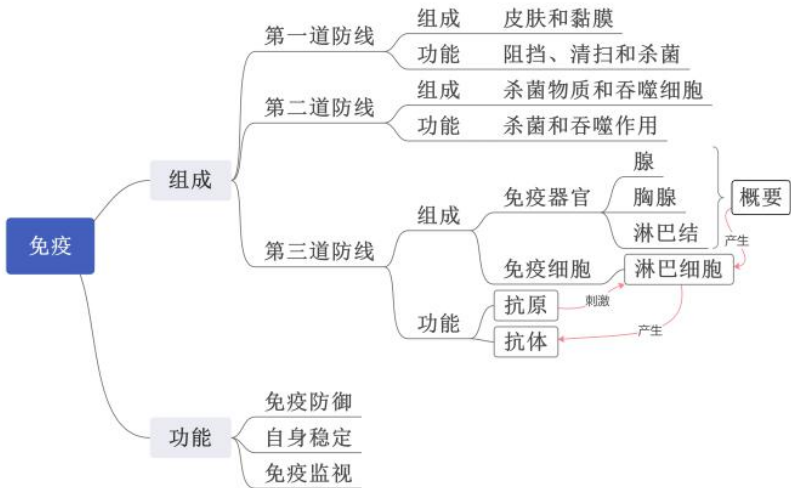 免疫
组成
第一道防线
组成 皮肤和黏膜
功能 阻挡、清扫和杀菌
第二道防线
组成 杀菌物质和吞噬细胞
功能 杀菌和吞噬作用
第三道防线
组成
免疫器官
腺
胸腺
淋巴结
概要
产生
免疫细胞
淋巴细胞
功能
抗原
刺激
抗体
产生
功能
免疫防御
自身稳定
免疫监视